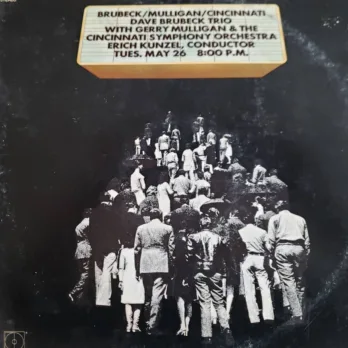 BRUBECK/MULLIGAN/CINCINNATI
DAVE BRUBECK TRIO
WITH GERRY MULLIGAN & THE
CINCINNATI SYMPHONY ORCHESTRA
ERICH KUNZEL, CONDUCTOR
TUES. MAY 26 8:00 P.M.